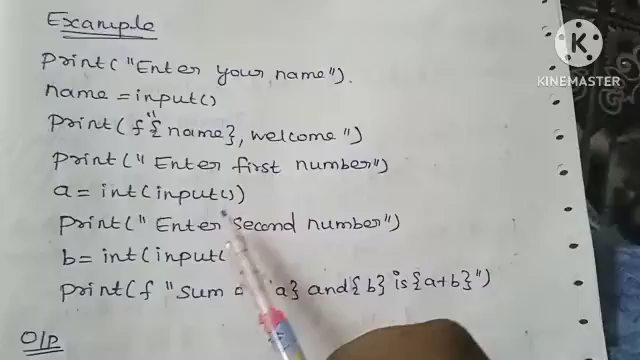 Example
print("Enter your name").
name = input()
print(f"{name}, welcome")
print("Enter first number")
a = int(input())
print("Enter second number")
b = int(input(
print(f "Sum a} and {b} is {a+b}")
O/p
K
KINEMASTER